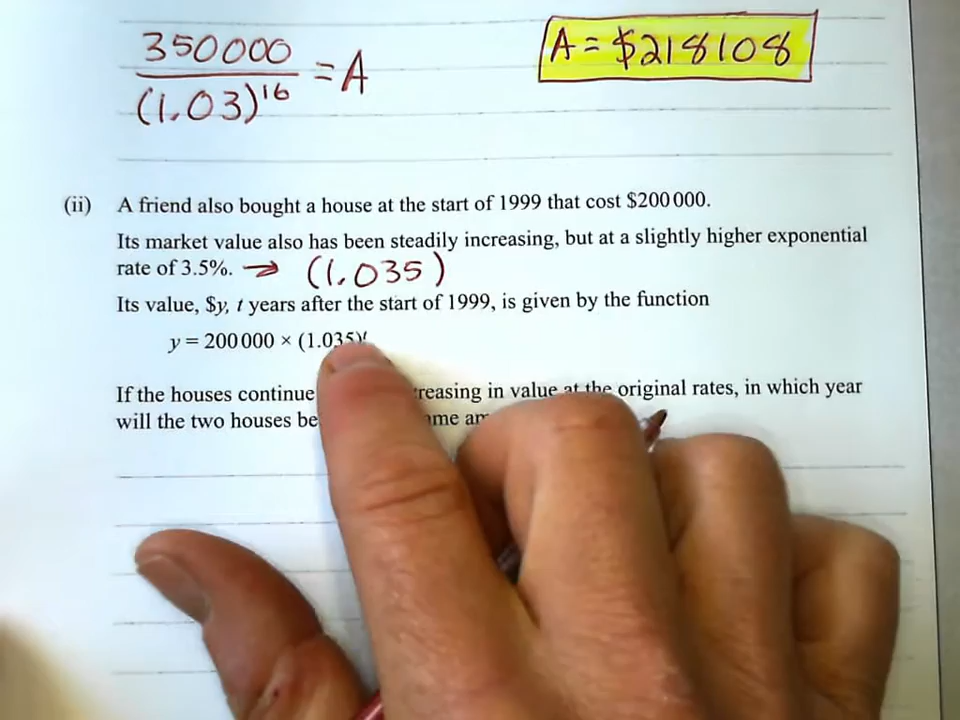 350000
(1.03)^16 = A
A = $218108
(ii) A friend also bought a house at the start of 1999 that cost $200 000.
Its market value also has been steadily increasing, but at a slightly higher exponential
rate of 3.5%. → (1.035)
Its value, $y, t years after the start of 1999, is given by the function
y = 200 000 × (1.035)^t
If the houses continue reasing in value at the original rates, in which year
will the two houses be